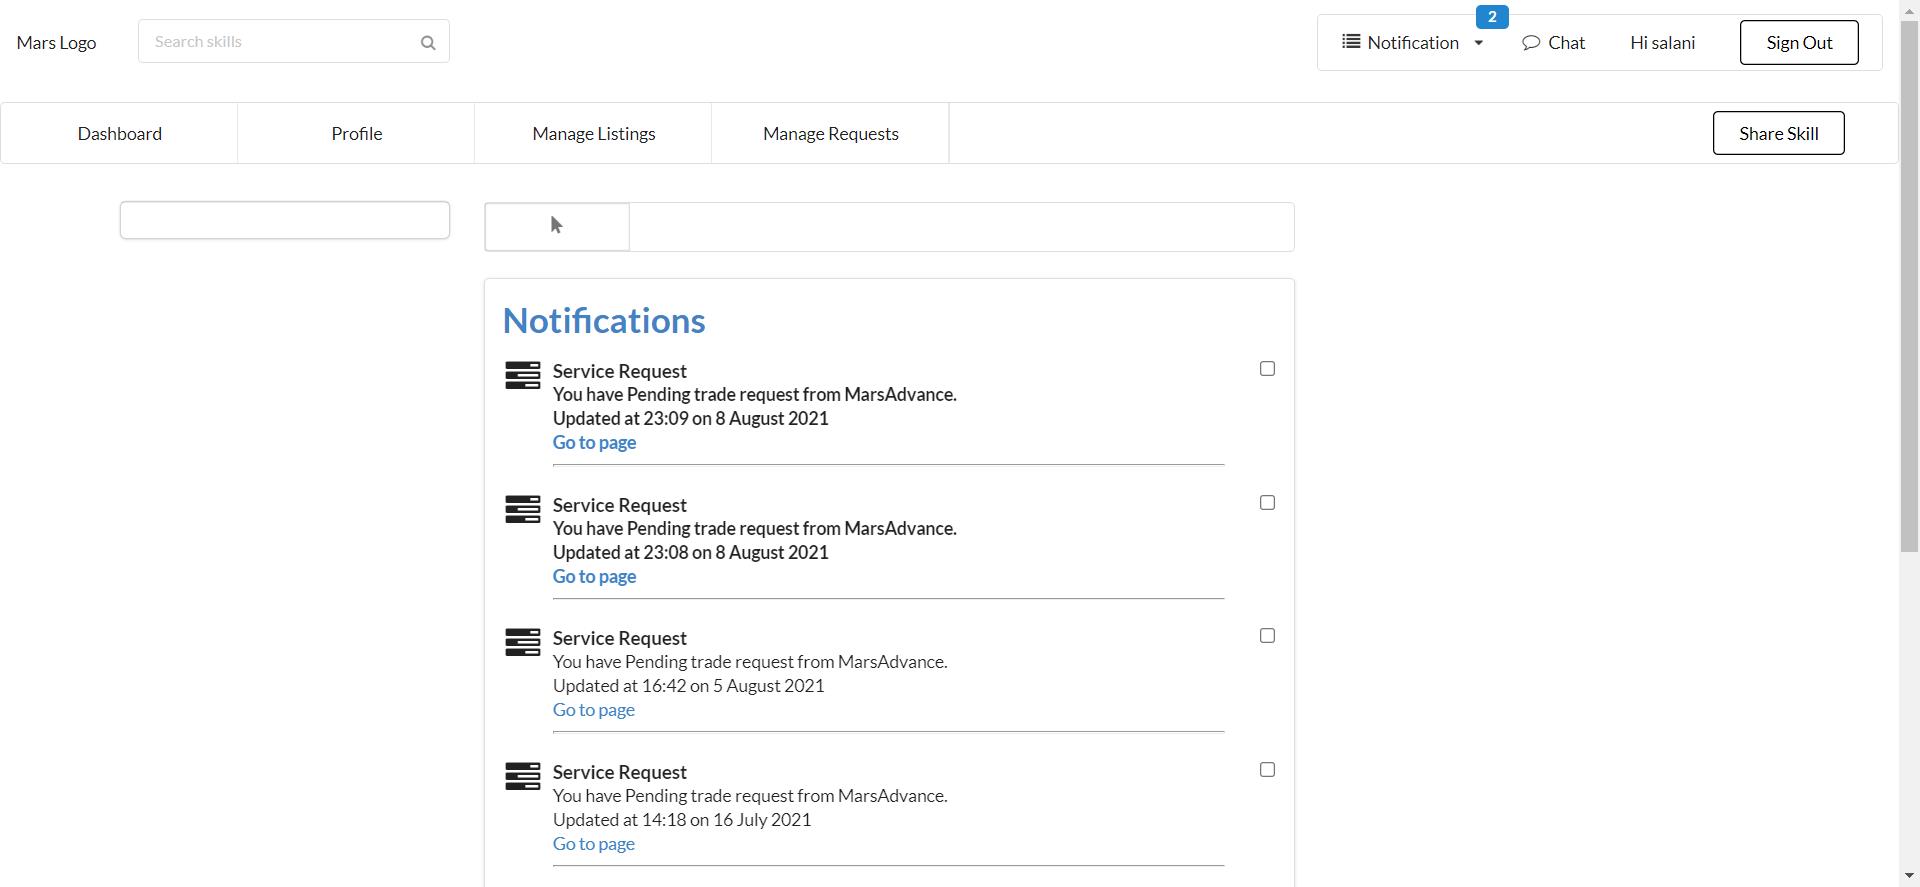 Mars Logo
Search skills
2
Notification
Chat
Hi salani
Sign Out
Dashboard
Profile
Manage Listings
Manage Requests
Share Skill
Notifications
Service Request
You have Pending trade request from MarsAdvance.
Updated at 23:09 on 8 August 2021
Go to page
Service Request
You have Pending trade request from MarsAdvance.
Updated at 23:08 on 8 August 2021
Go to page
Service Request
You have Pending trade request from MarsAdvance.
Updated at 16:42 on 5 August 2021
Go to page
Service Request
You have Pending trade request from MarsAdvance.
Updated at 14:18 on 16 July 2021
Go to page